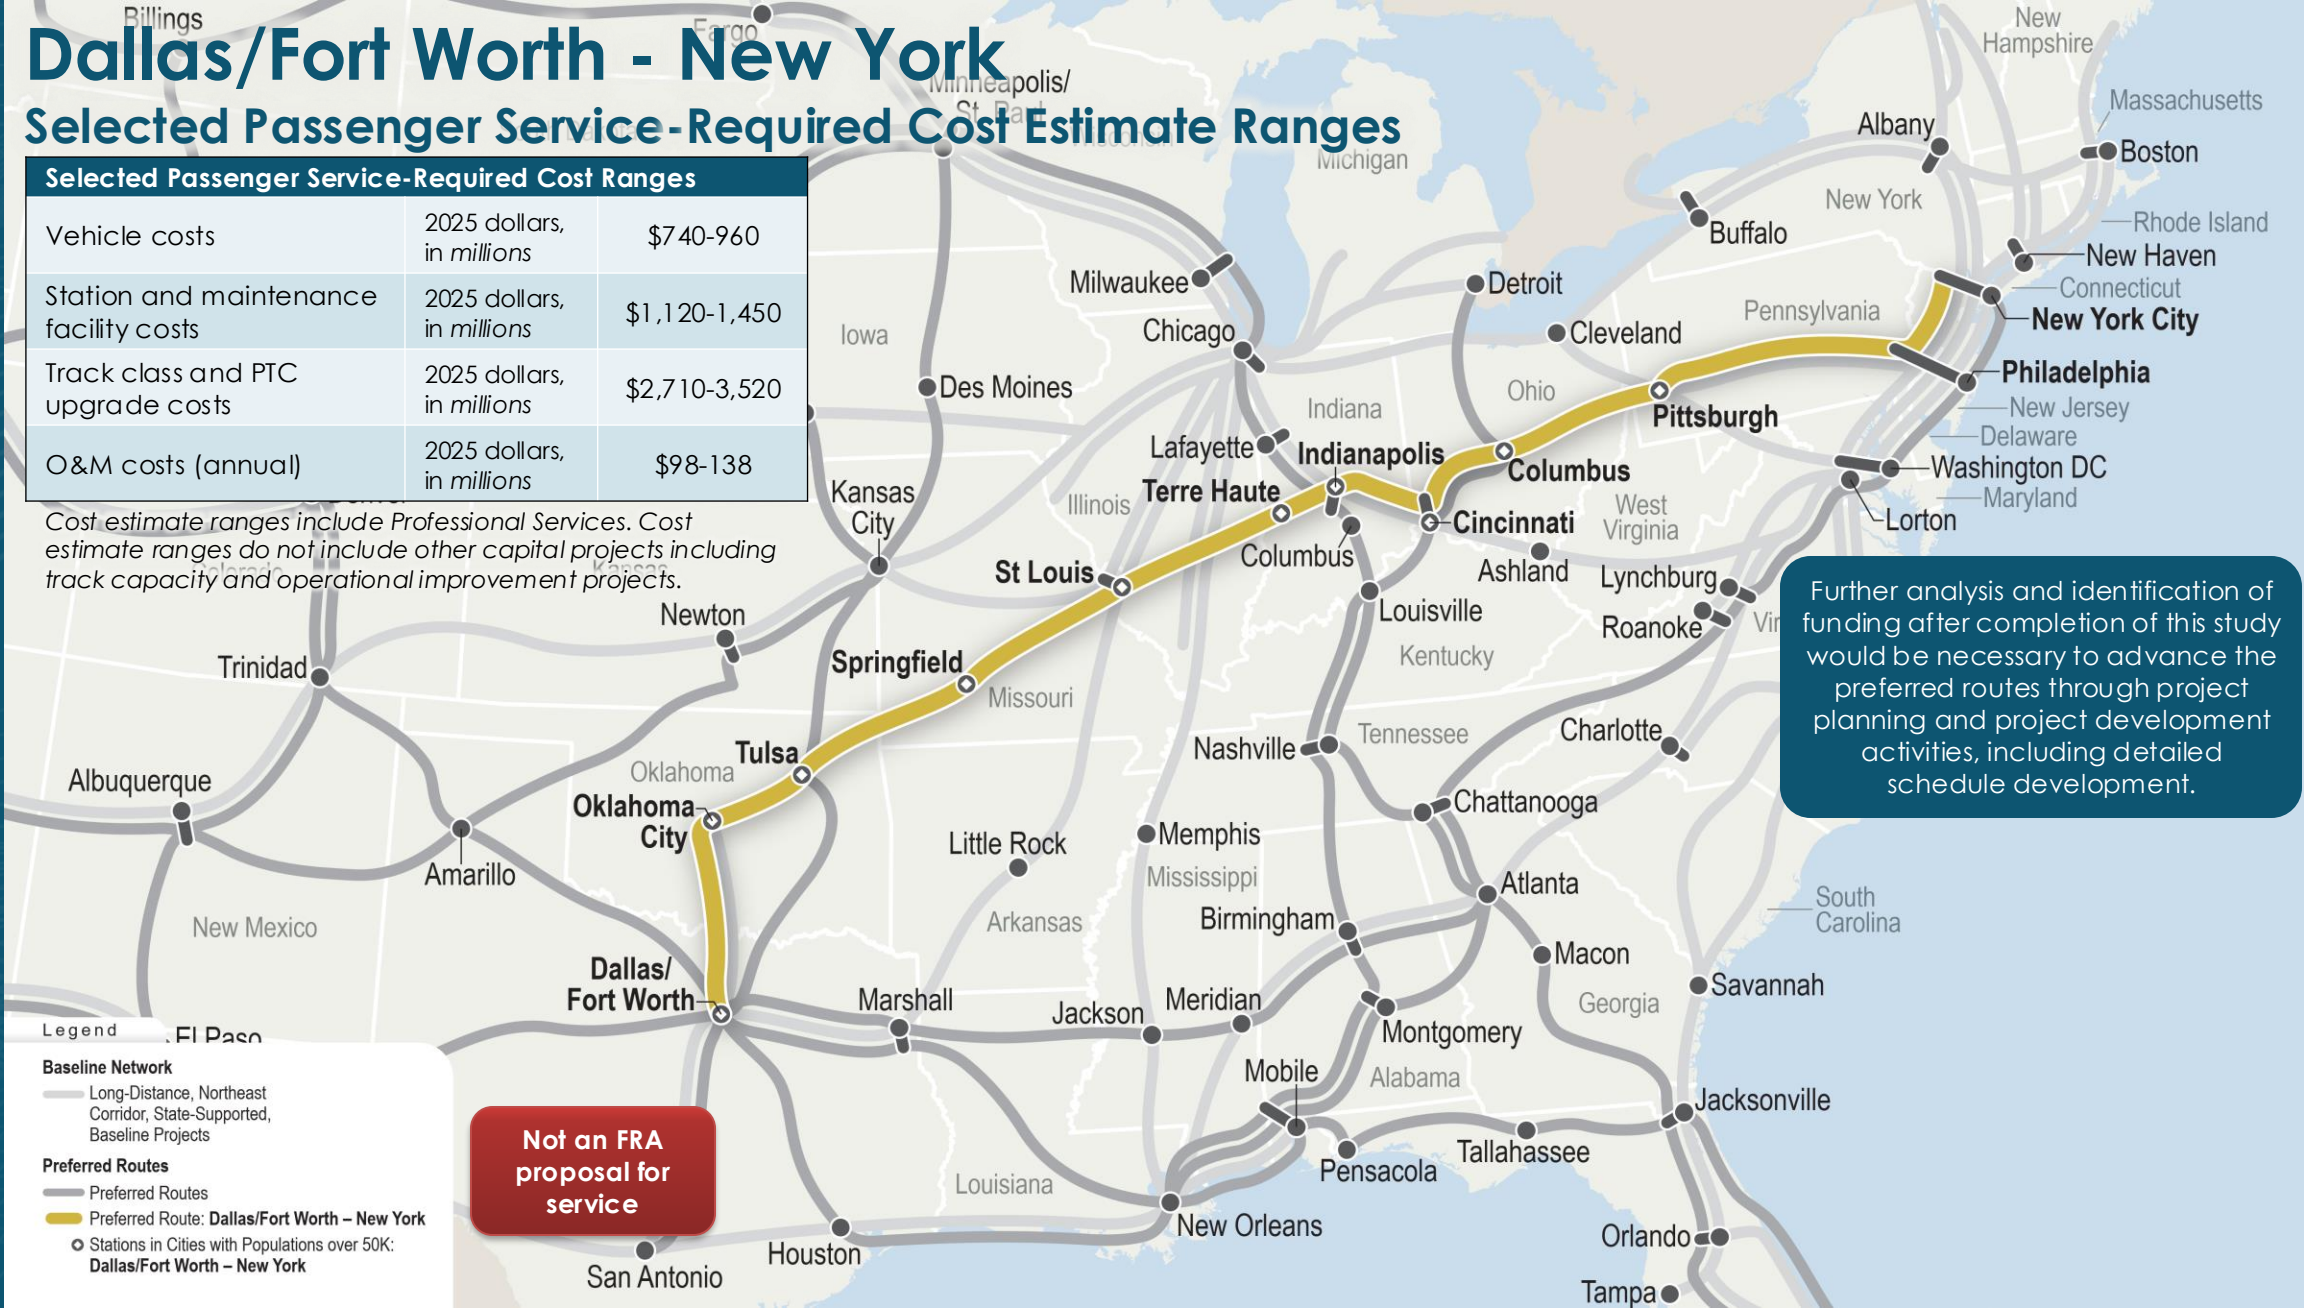 Billings
Fargo
Dallas/Fort Worth - New York
Minneapolis/
St. Paul
Selected Passenger Service-Required Cost Estimate Ranges
Wisconsin
Selected Passenger Service-Required Cost Ranges
Vehicle costs
2025 dollars,
in millions
$740-960
Station and maintenance
facility costs
2025 dollars,
in millions
$1,120-1,450
Track class and PTC
upgrade costs
2025 dollars,
in millions
$2,710-3,520
O&M costs (annual)
2025 dollars,
in millions
$98-138
Denver
Cost estimate ranges include Professional Services. Cost
estimate ranges do not include other capital projects including
track capacity and operational improvement projects.
Colorado
Kansas
New
Hampshire
Massachusetts
Albany
Boston
Michigan
New York
Rhode Island
Buffalo
New Haven
Connecticut
Milwaukee
Detroit
Pennsylvania
New York City
Iowa
Chicago
Cleveland
Philadelphia
Des Moines
Ohio
Indiana
New Jersey
Pittsburgh
Delaware
Lafayette
Indianapolis
Columbus
Washington DC
Maryland
Kansas
City
Illinois
Terre Haute
Cincinnati
West
Virginia
Lorton
Columbus
St Louis
Ashland
Lynchburg
Roanoke
Vir
Newton
Louisville
Kentucky
Trinidad
Springfield
Missouri
Further analysis and identification of
funding after completion of this study
would be necessary to advance the
preferred routes through project
planning and project development
activities, including detailed
schedule development.
Tulsa
Oklahoma
Nashville
Tennessee
Charlotte
Albuquerque
Oklahoma
City
Chattanooga
Little Rock
Memphis
Amarillo
Mississippi
Atlanta
New Mexico
Arkansas
Birmingham
South
Carolina
Macon
Dallas/
Fort Worth
Marshall
Jackson
Meridian
Georgia
Savannah
Montgomery
Mobile
Alabama
Jacksonville
El Paso
Pensacola
Tallahassee
Louisiana
New Orleans
Houston
San Antonio
Orlando
Tampa
Legend
Baseline Network
Long-Distance, Northeast
Corridor, State-Supported,
Baseline Projects
Preferred Routes
Preferred Routes
Preferred Route: Dallas/Fort Worth – New York
Stations in Cities with Populations over 50K:
Dallas/Fort Worth – New York
Not an FRA
proposal for
service